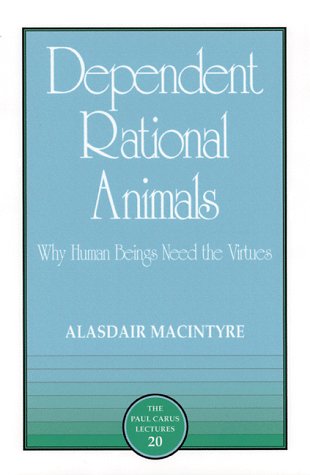 Dependent
Rational
Animals
Why Human Beings Need the Virtues
ALASDAIR MACINTYRE
THE
PAUL CARUS
LECTURES
20